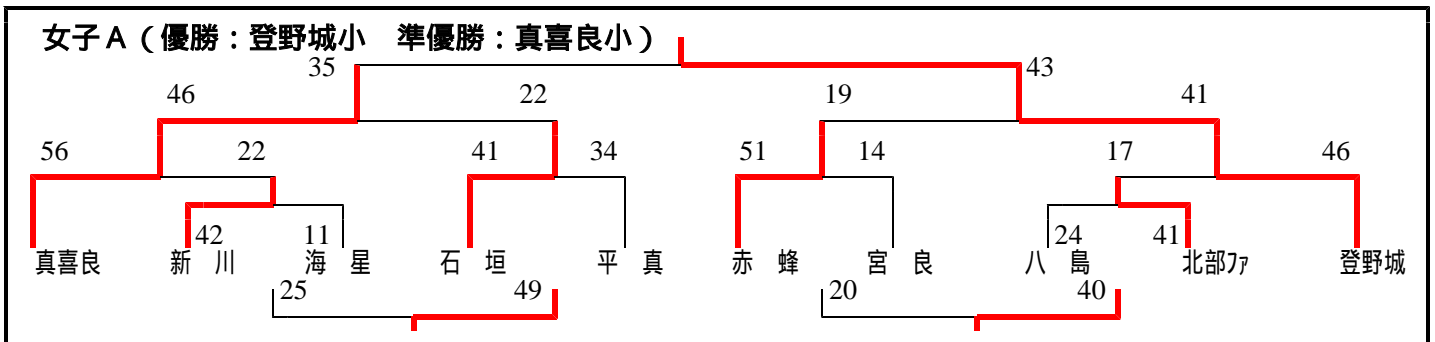 女子A（優勝：登野城小　準優勝：真喜良小）
35 43
46 22 19 41
56 22 41 34 51 14 17 46
42 11 24 41
真喜良 新　川 海　星 石　垣 平　真 赤　蜂 宮　良 八　島 北部ﾌｧ 登野城
25 49 20 40